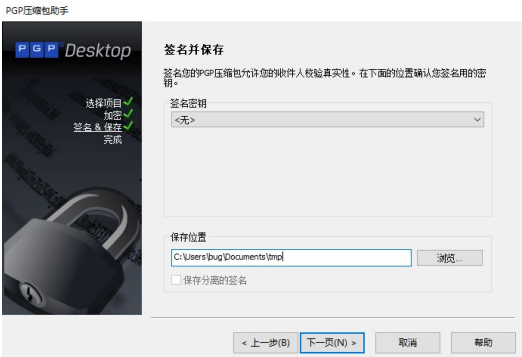 PGP压缩包助手
PGP Desktop
选择项目
加密
签名 & 保存
完成
签名并保存
签名您的PGP压缩包允许您的收件人校验真实性。在下面的位置确认您签名用的密
钥。
签名密钥
<无>
保存位置
C:\Users\bug\Documents\tmp
浏览...
保存分离的签名
< 上一步(B)
下一页(N) >
取消
帮助